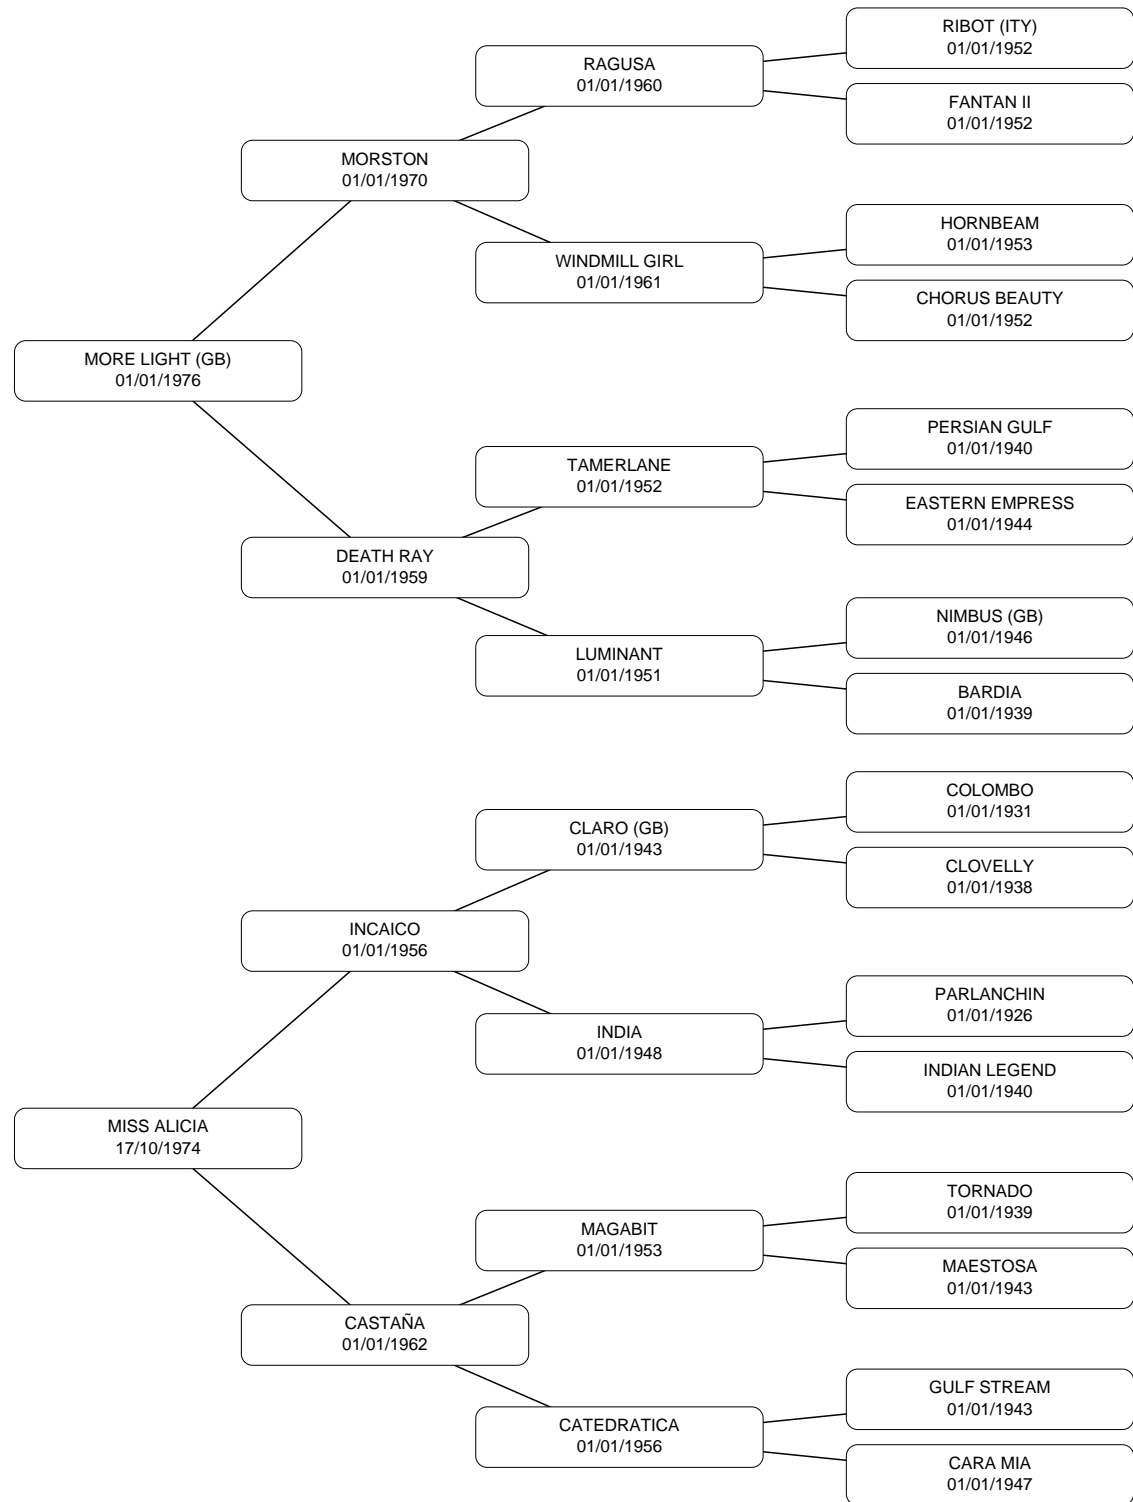 RIBOT (ITY)
01/01/1952
RAGUSA
01/01/1960
FANTAN II
01/01/1952
MORSTON
01/01/1970
HORNBEAM
01/01/1953
WINDMILL GIRL
01/01/1961
CHORUS BEAUTY
01/01/1952
MORE LIGHT (GB)
01/01/1976
PERSIAN GULF
01/01/1940
TAMERLANE
01/01/1952
EASTERN EMPRESS
01/01/1944
DEATH RAY
01/01/1959
NIMBUS (GB)
01/01/1946
LUMINANT
01/01/1951
BARDIA
01/01/1939
COLOMBO
01/01/1931
CLARO (GB)
01/01/1943
CLOVELLY
01/01/1938
INCAICO
01/01/1956
PARLANCHIN
01/01/1926
INDIA
01/01/1948
INDIAN LEGEND
01/01/1940
MISS ALICIA
17/10/1974
TORNADO
01/01/1939
MAGABIT
01/01/1953
MAESTOSA
01/01/1943
CASTAÑA
01/01/1962
GULF STREAM
01/01/1943
CATEDRATICA
01/01/1956
CARA MIA
01/01/1947